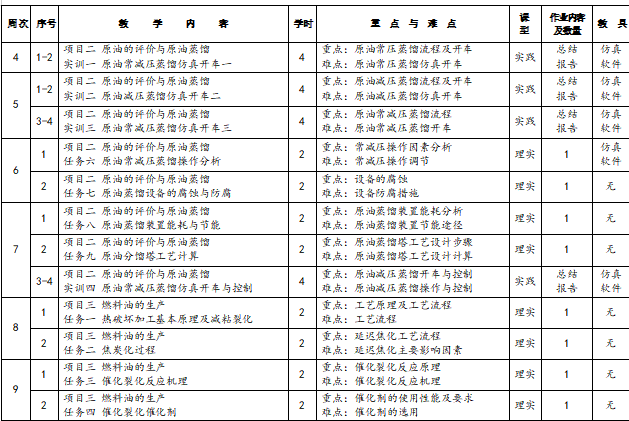 周次 序号 教 学 内 容 学时 重 点 与 难 点 课型 作业内容及数量 教 具
4 1-2 项目二 原油的评价与原油蒸馏 4 重点：原油常压蒸馏流程及开车 实践 总结 仿真
实训一 原油常减压蒸馏仿真开车一 难点：原油常压蒸馏仿真开车 报告 软件
5 1-2 项目二 原油的评价与原油蒸馏 4 重点：原油减压蒸馏流程及开车 实践 总结 仿真
实训二 原油减压蒸馏仿真开车二 难点：原油减压蒸馏仿真开车 报告 软件
3-4 项目二 原油的评价与原油蒸馏 4 重点：原油常减压蒸馏流程 实践 总结 仿真
实训三 原油常减压蒸馏仿真开车三 难点：原油常减压蒸馏开车 报告 软件
6 1 项目二 原油的评价与原油蒸馏 2 重点：常减压操作因素分析 理实 1 仿真
任务六 原油常减压蒸馏操作分析 难点：常减压操作调节 软件
2 项目二 原油的评价与原油蒸馏 2 重点：设备的腐蚀 理实 1 无
任务七 原油蒸馏设备的腐蚀与防腐 难点：设备防腐措施
7 1 项目二 原油的评价与原油蒸馏 2 重点：原油蒸馏装置能耗分析 理实 1 无
任务八 原油蒸馏装置能耗与节能 难点：原油蒸馏装置节能途径
2 项目二 原油的评价与原油蒸馏 2 重点：原油蒸馏塔工艺设计步骤 理实 1 无
任务九 原油分馏塔工艺计算 难点：原油蒸馏塔工艺设计计算
3-4 项目二 原油的评价与原油蒸馏 4 重点：原油减压蒸馏开车与控制 实践 总结 仿真
实训四 原油常减压蒸馏仿真开车与控制 难点：原油减压蒸馏操作与控制 报告 软件
8 1 项目三 燃料油的生产 2 重点：工艺原理及工艺流程 理实 1 无
任务一 热破坏加工基本原理及减粘裂化 难点：工艺流程
2 项目三 燃料油的生产 2 重点：延迟焦化工艺流程 理实 1 无
任务二 焦炭化过程 难点：延迟焦化主要影响因素
9 1 项目三 燃料油的生产 2 重点：催化裂化反应原理 理实 1 无
任务三 催化裂化反应机理 难点：催化裂化反应机理
2 项目三 燃料油的生产 2 重点：催化剂的使用性能及要求 理实 1 无
任务四 催化裂化催化剂 难点：催化剂的选用